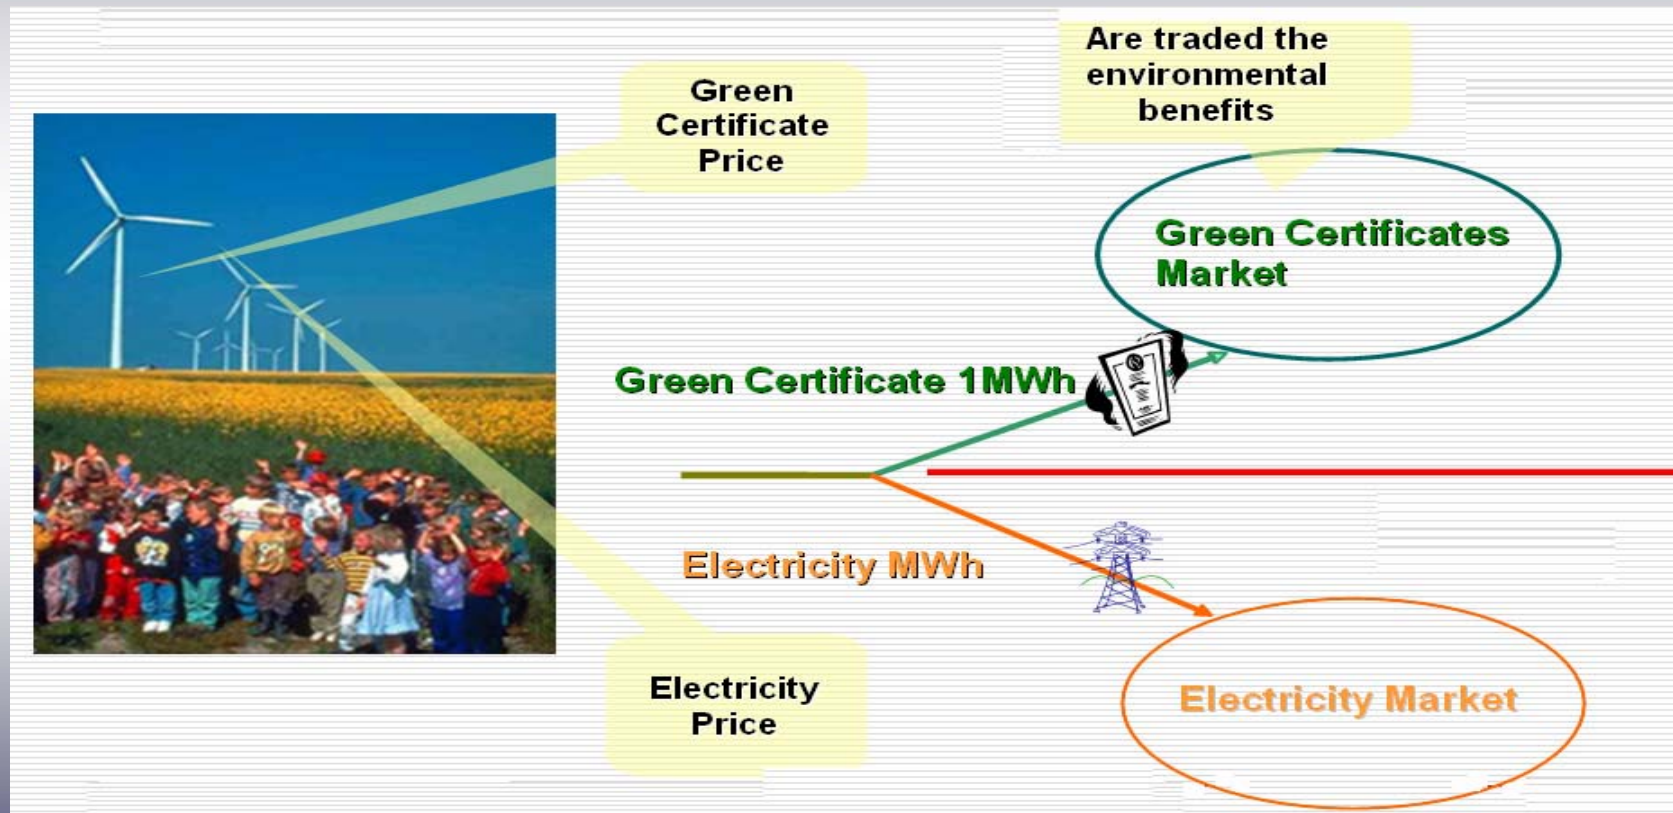 Green
Certificate
Price
Are traded the
environmental
benefits
Green Certificates
Market
Green Certificate 1MWh
Electricity MWh
Electricity
Price
Electricity Market